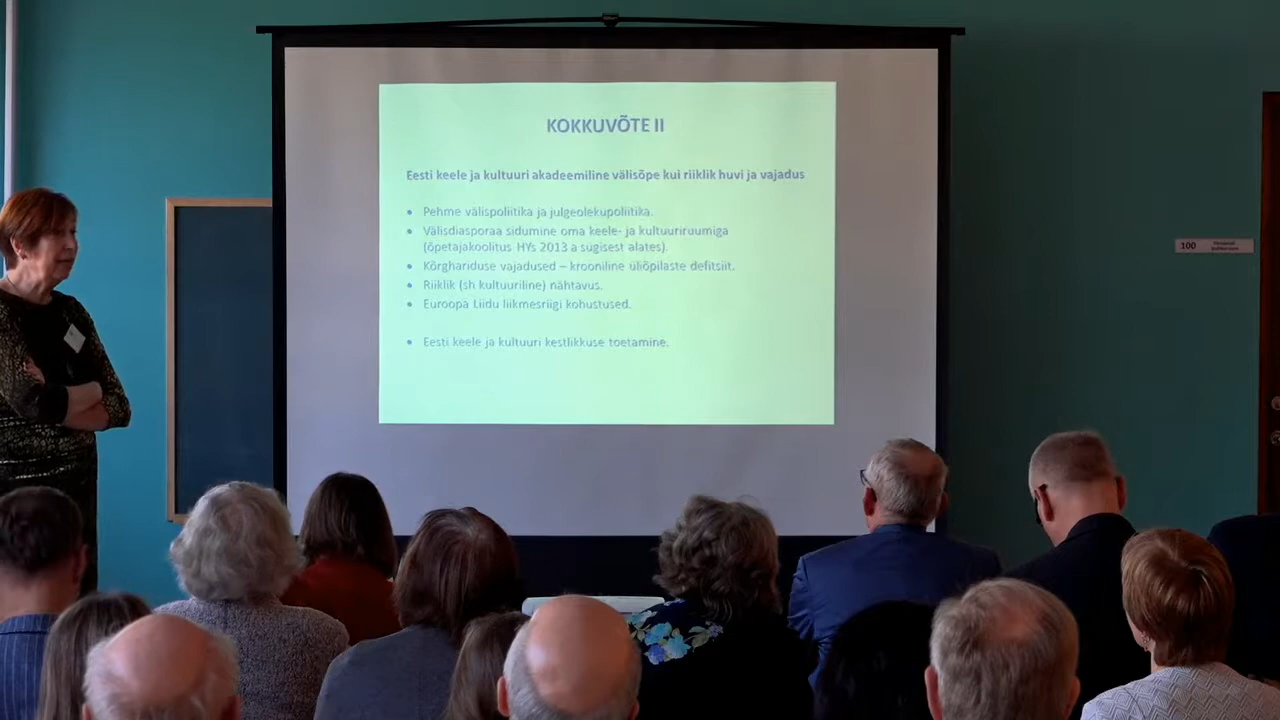 KOKKUVÕTE II
Eesti keele ja kultuuri akadeemiline välisõpe kui riiklik huvi ja vajadus
• Pehme välispoliitika ja julgeolekupoliitika.
• Välisdiasporaa sidumine oma keele- ja kultuuriruumiga
(õpetajakoolitus HYs 2013 a sügisest alates).
• Kõrghariduse vajadused – krooniline üliõpilaste defitsiit.
• Riiklik (sh kultuuriline) nähtavus.
• Euroopa Liidu liikmesriigi kohustused.
• Eesti keele ja kultuuri kestlikkuse toetamine.
100